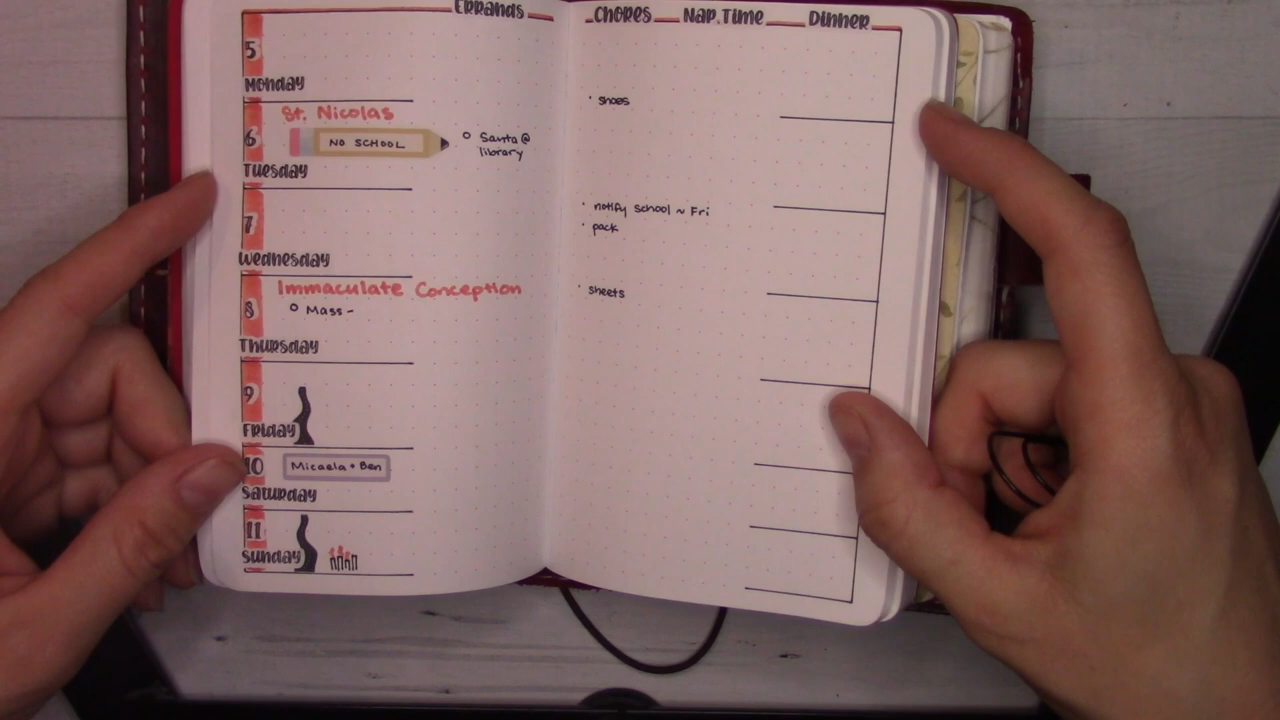 Errands
Chores Nap Time Dinner
5
Monday
St. Nicolas
6
NO SCHOOL
Santa @
library
Tuesday
7
Wednesday
Immaculate Conception
8
Mass -
Thursday
9
Friday
10
Micaela + Ben
Saturday
11
Sunday
shoes
notify school ~ Fri
pack
sheets